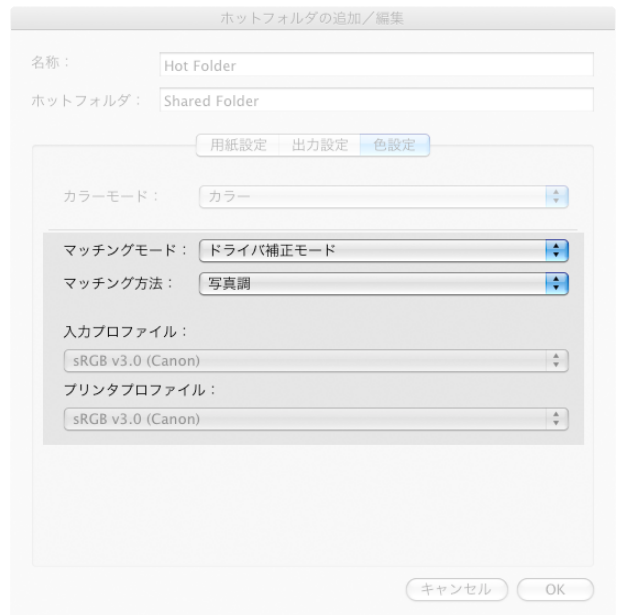 ホットフォルダの追加／編集
名称： Hot Folder
ホットフォルダ： Shared Folder
用紙設定 出力設定 色設定
カラーモード： カラー
マッチングモード： ドライバ補正モード
マッチング方法： 写真調
入力プロファイル：
sRGB v3.0 (Canon)
プリンタプロファイル：
sRGB v3.0 (Canon)
キャンセル OK